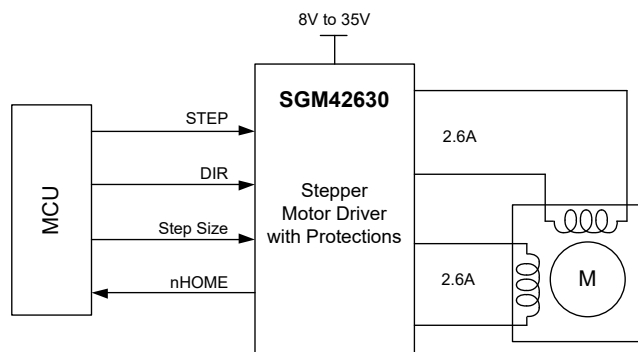 8V to 35V
SGM42630
Stepper
Motor Driver
with Protections
MCU
STEP
DIR
Step Size
nHOME
2.6A
2.6A
M